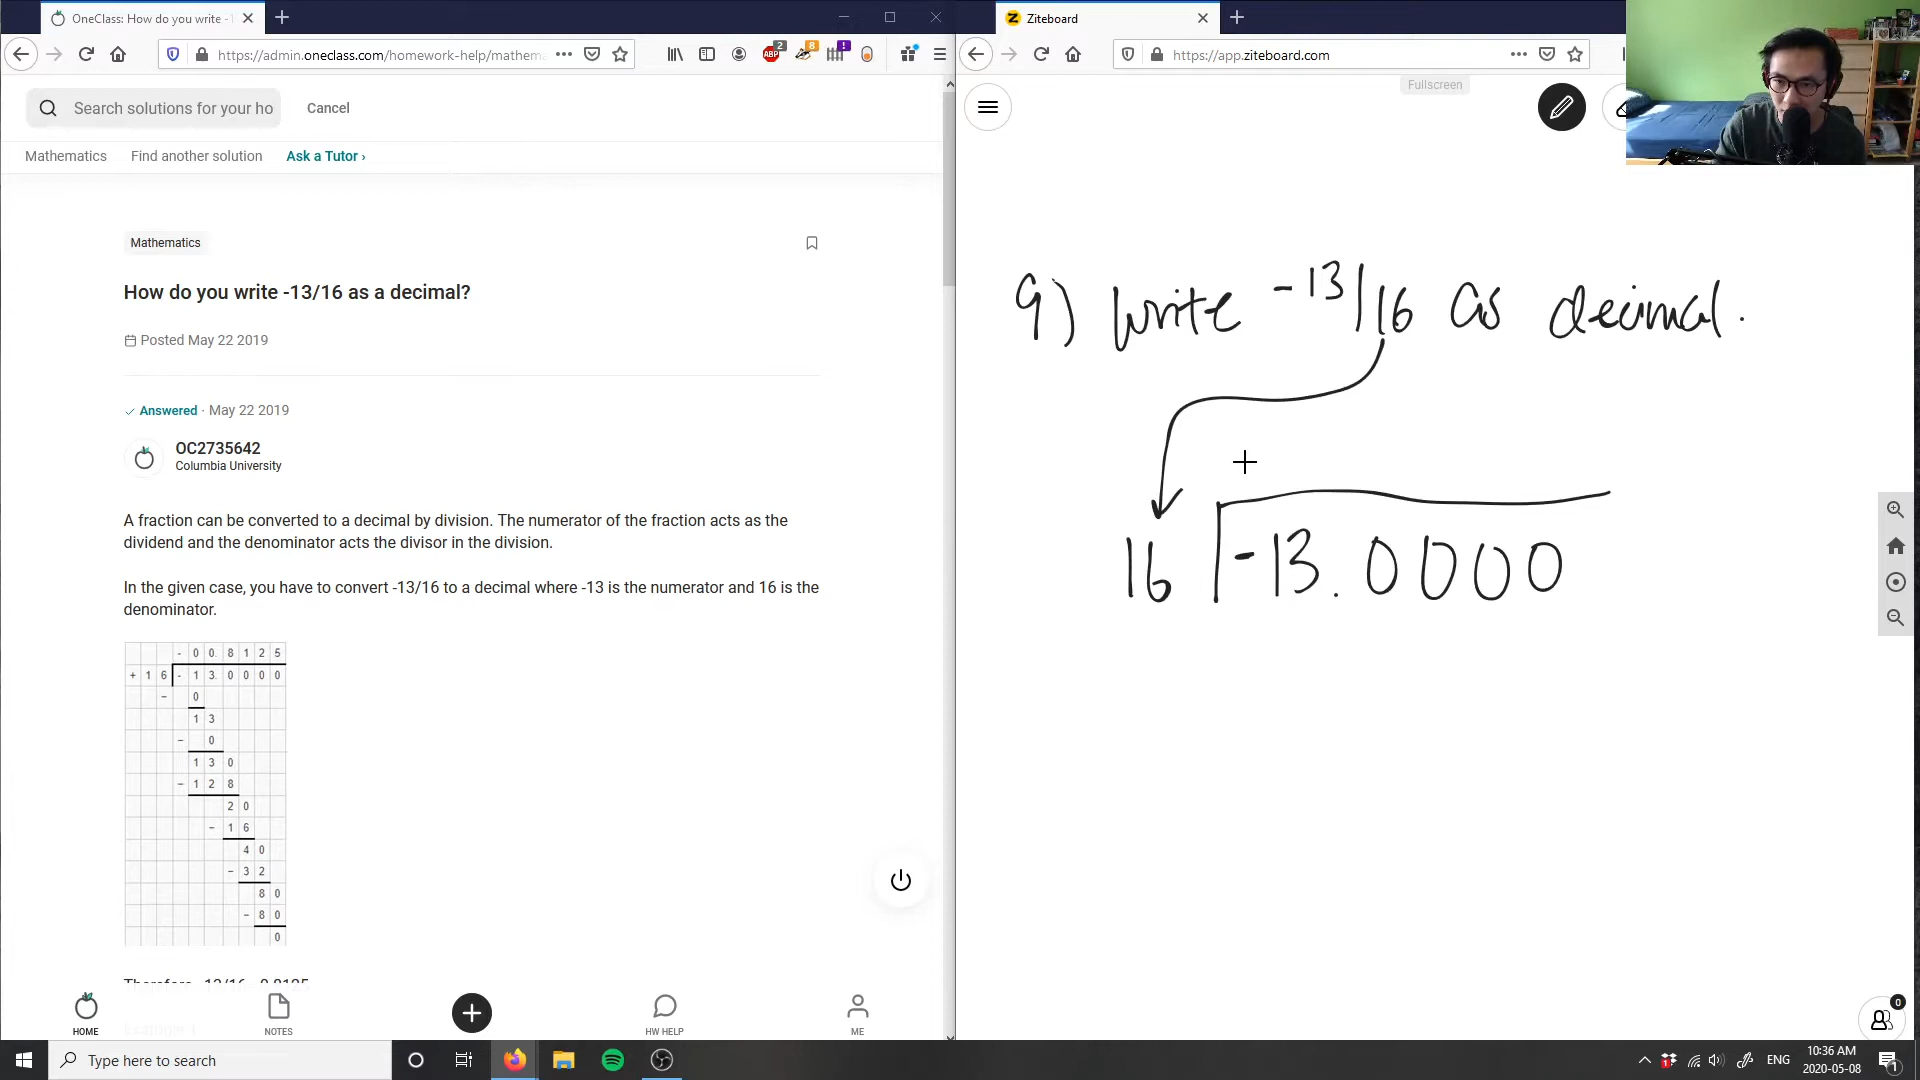 OneClass: How do you write -
Ziteboard
https://admin.oneclass.com/homework-help/mathema
2
8
1
https://app.ziteboard.com
Search solutions for your ho
Cancel
Fullscreen
Mathematics
Find another solution
Ask a Tutor ›
Mathematics
How do you write -13/16 as a decimal?
Posted May 22 2019
Answered · May 22 2019
OC2735642
Columbia University
A fraction can be converted to a decimal by division. The numerator of the fraction acts as the
dividend and the denominator acts the divisor in the division.
In the given case, you have to convert -13/16 to a decimal where -13 is the numerator and 16 is the
denominator.
- 0 0. 8 1 2 5
+ 1 6 - 1 3. 0 0 0 0
- 0
1 3
- 0
1 3 0
- 1 2 8
2 0
- 1 6
4 0
- 3 2
8 0
- 8 0
0
HOME
NOTES
HW HELP
ME
9) Write -13/16 as decimal.
16 -13.0000
0
Type here to search
ENG
10:36 AM
2020-05-08
1